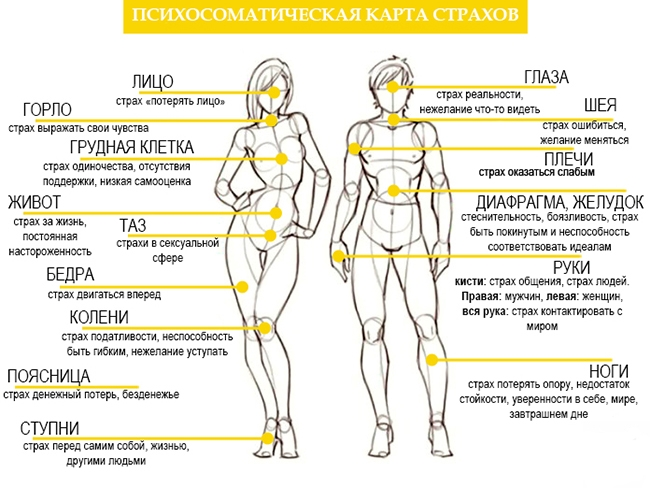 ПСИХОСОМАТИЧЕСКАЯ КАРТА СТРАХОВ
ЛИЦО
страх «потерять лицо»
ГОРЛО
страх выражать свои чувства
ГРУДНАЯ КЛЕТКА
страх одиночества, отсутствия
поддержки, низкая самооценка
ЖИВОТ
страх за жизнь,
постоянная
настороженность
ТАЗ
страхи в сексуальной
сфере
БЕДРА
страх двигаться вперед
КОЛЕНИ
страх податливости, неспособность
быть гибким, нежелание уступать
ПОЯСНИЦА
страх денежный потерь, безденежье
СТУПНИ
страх перед самим собой, жизнью,
другими людьми
ГЛАЗА
страх реальности,
нежелание что-то видеть
ШЕЯ
страх ошибиться,
желание меняться
ПЛЕЧИ
страх оказаться слабым
ДИАФРАГМА, ЖЕЛУДОК
стеснительность, боязливость, страх
быть покинутым и неспособность
соответствовать идеалам
РУКИ
кисти: страх общения, страх людей.
Правая: мужчин, левая: женщин,
вся рука: страх контактировать с
миром
НОГИ
страх потерять опору, недостаток
стойкости, уверенности в себе, мире,
завтрашнем дне